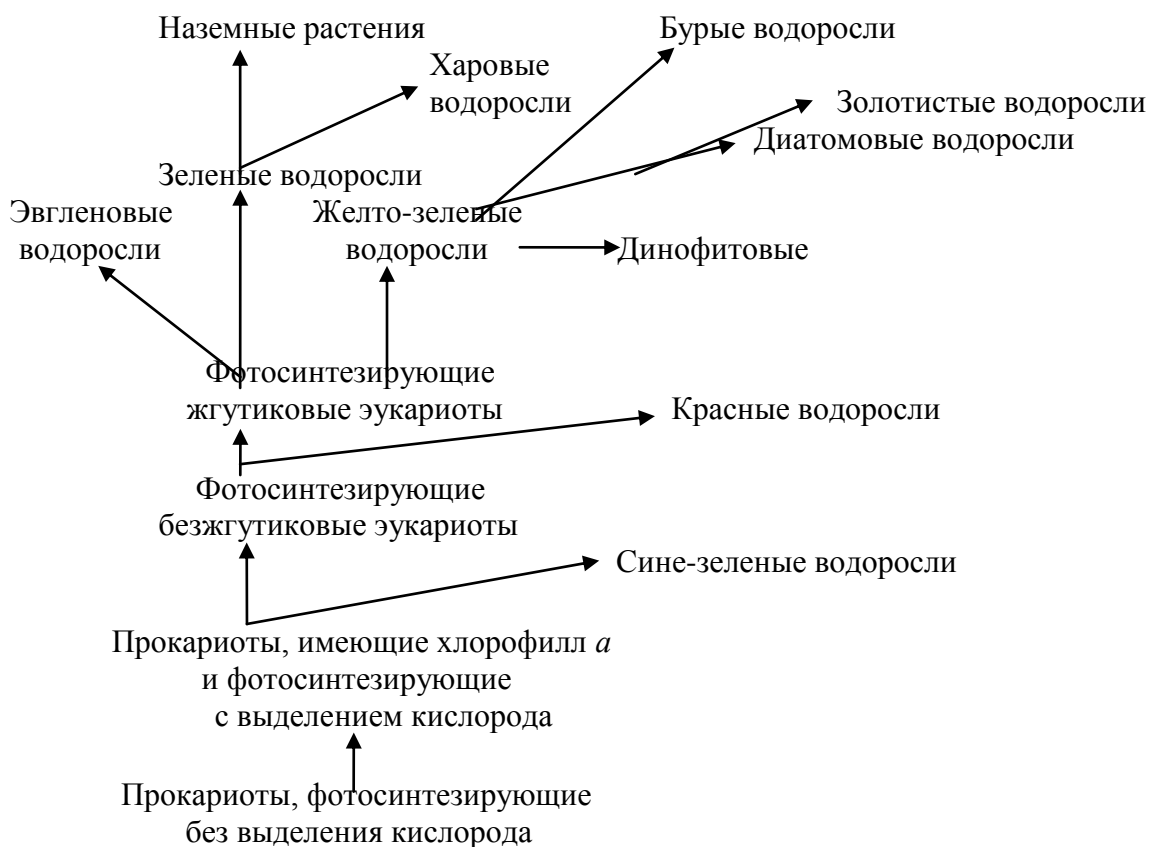 Наземные растения
Бурые водоросли
Харовые
водоросли
Золотистые водоросли
Диатомовые водоросли
Зеленые водоросли
Эвгленовые
водоросли
Желто-зеленые
водоросли
Динофитовые
Фотосинтезирующие
жгутиковые эукариоты
Красные водоросли
Фотосинтезирующие
безжгутиковые эукариоты
Сине-зеленые водоросли
Прокариоты, имеющие хлорофилл а
и фотосинтезирующие
с выделением кислорода
Прокариоты, фотосинтезирующие
без выделения кислорода